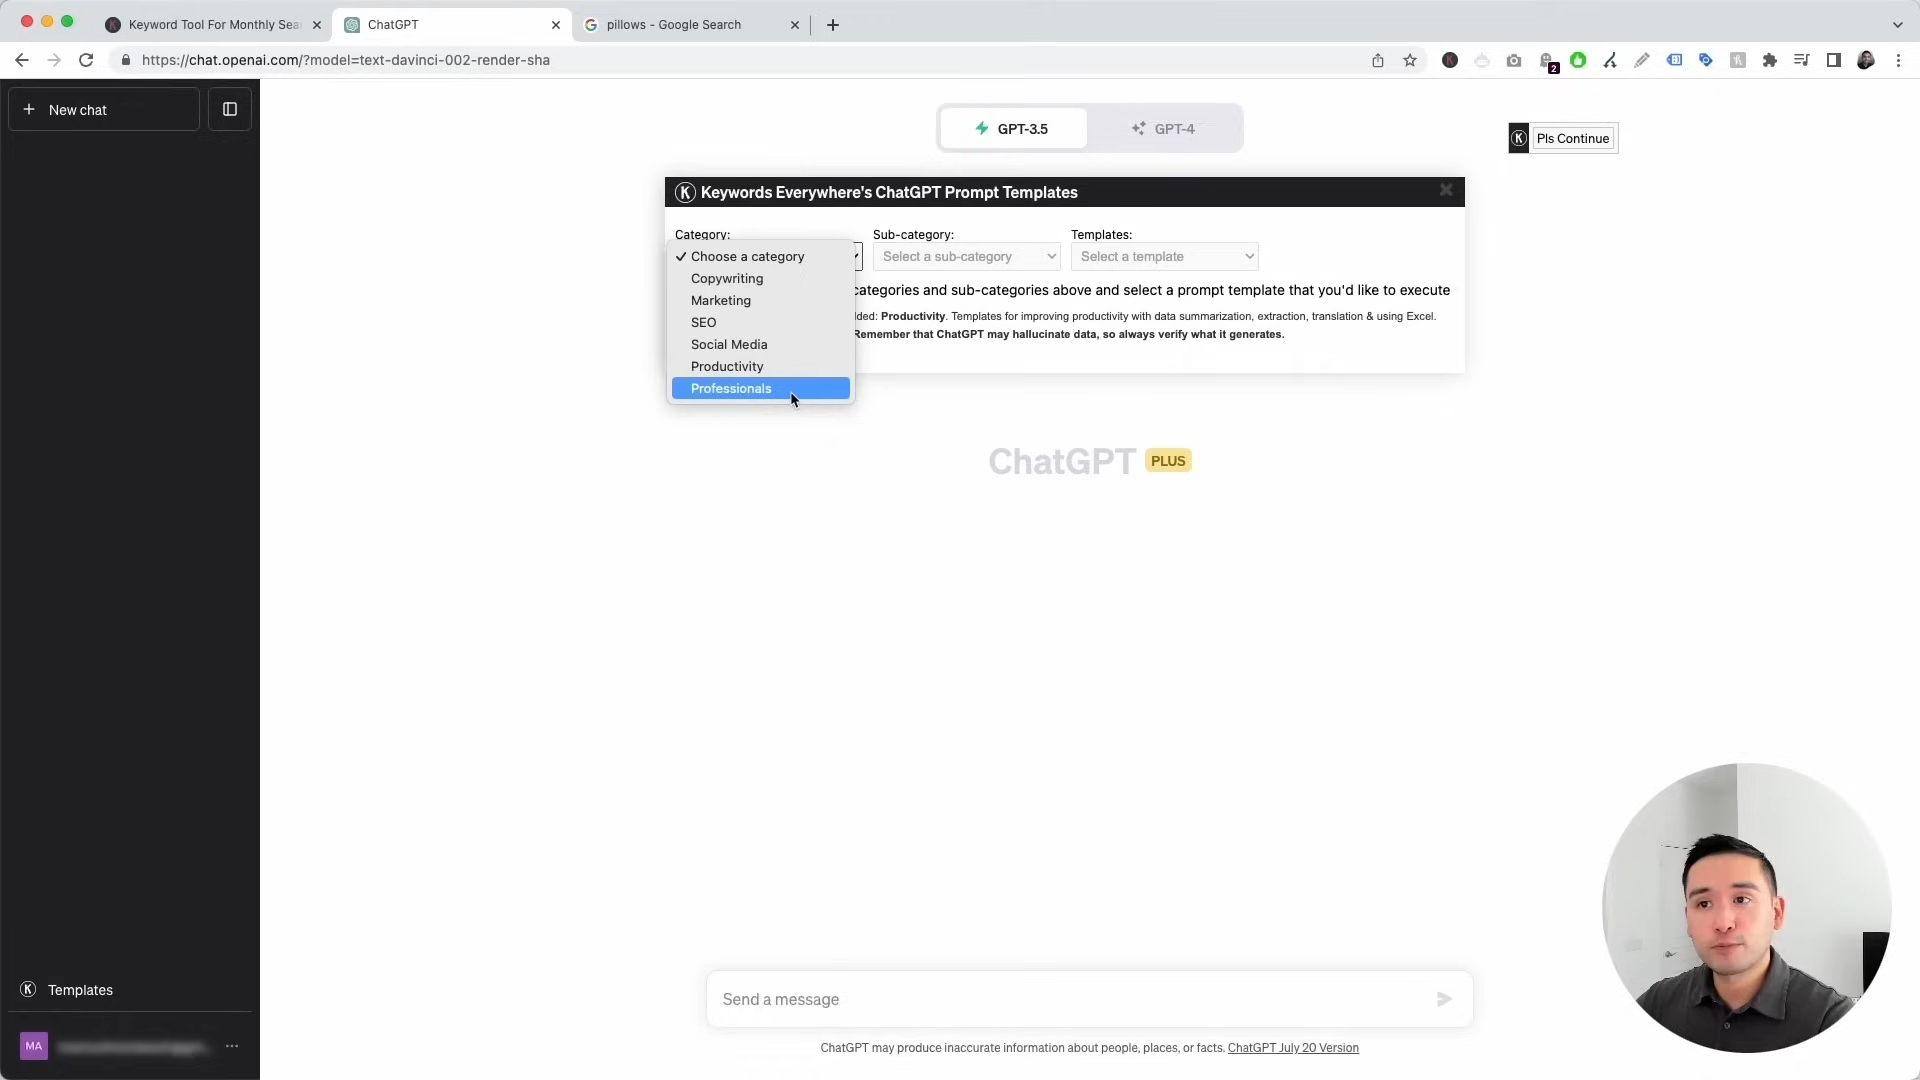 Keyword Tool For Monthly Sea
ChatGPT
pillows - Google Search
https://chat.openai.com/?model=text-davinci-002-render-sha
2
New chat
GPT-3.5
GPT-4
K
Pls Continue
K
Keywords Everywhere's ChatGPT Prompt Templates
Category:
Sub-category:
Templates:
✓ Choose a category
Select a sub-category
Select a template
Copywriting
Marketing
SEO
Social Media
Productivity
Professionals
categories and sub-categories above and select a prompt template that you'd like to execute
ded: Productivity. Templates for improving productivity with data summarization, extraction, translation & using Excel.
Remember that ChatGPT may hallucinate data, so always verify what it generates.
ChatGPT PLUS
K
Templates
MA
Send a message
ChatGPT may produce inaccurate information about people, places, or facts. ChatGPT July 20 Version